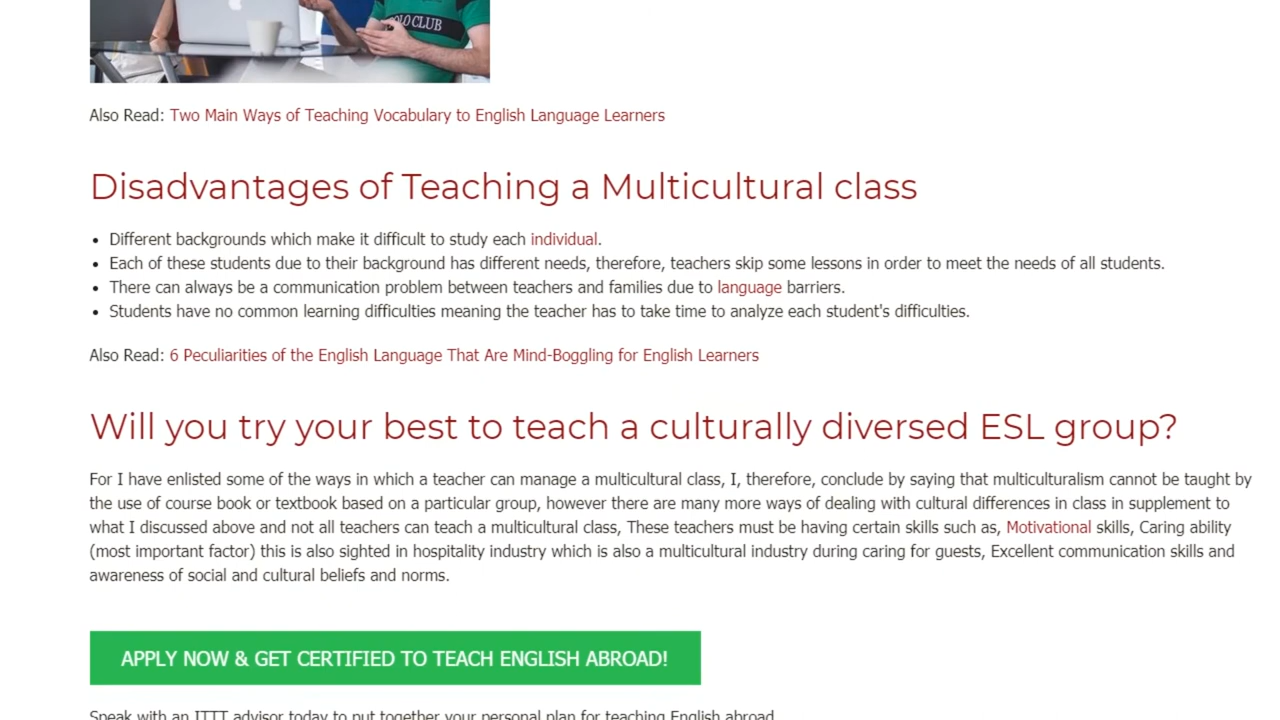 OLO CLUB
Also Read: Two Main Ways of Teaching Vocabulary to English Language Learners
Disadvantages of Teaching a Multicultural class
Different backgrounds which make it difficult to study each individual.
Each of these students due to their background has different needs, therefore, teachers skip some lessons in order to meet the needs of all students.
There can always be a communication problem between teachers and families due to language barriers.
Students have no common learning difficulties meaning the teacher has to take time to analyze each student's difficulties.
Also Read: 6 Peculiarities of the English Language That Are Mind-Boggling for English Learners
Will you try your best to teach a culturally diversed ESL group?
For I have enlisted some of the ways in which a teacher can manage a multicultural class, I, therefore, conclude by saying that multiculturalism cannot be taught by
the use of course book or textbook based on a particular group, however there are many more ways of dealing with cultural differences in class in supplement to
what I discussed above and not all teachers can teach a multicultural class, These teachers must be having certain skills such as, Motivational skills, Caring ability
(most important factor) this is also sighted in hospitality industry which is also a multicultural industry during caring for guests, Excellent communication skills and
awareness of social and cultural beliefs and norms.
APPLY NOW & GET CERTIFIED TO TEACH ENGLISH ABROAD!
Speak with an ITTT advisor today to put together your personal plan for teaching English abroad